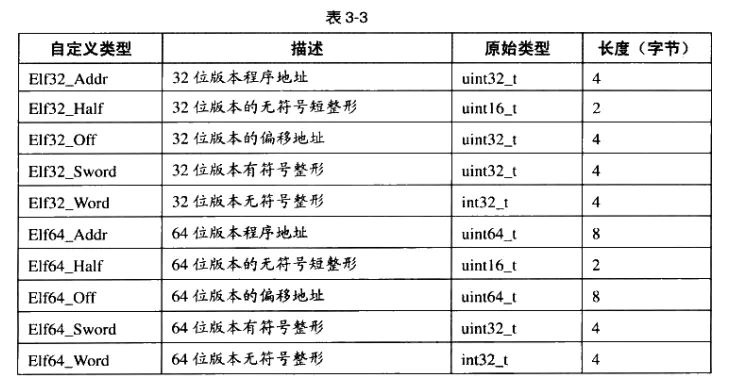 表 3-3
自定义类型 描述 原始类型 长度（字节）
Elf32_Addr 32 位版本程序地址 uint32_t 4
Elf32_Half 32 位版本的无符号短整形 uint16_t 2
Elf32_Off 32 位版本的偏移地址 uint32_t 4
Elf32_Sword 32 位版本有符号整形 uint32_t 4
Elf32_Word 32 位版本无符号整形 int32_t 4
Elf64_Addr 64 位版本程序地址 uint64_t 8
Elf64_Half 64 位版本的无符号短整形 uint16_t 2
Elf64_Off 64 位版本的偏移地址 uint64_t 8
Elf64_Sword 64 位版本有符号整形 uint32_t 4
Elf64_Word 64 位版本无符号整形 int32_t 4